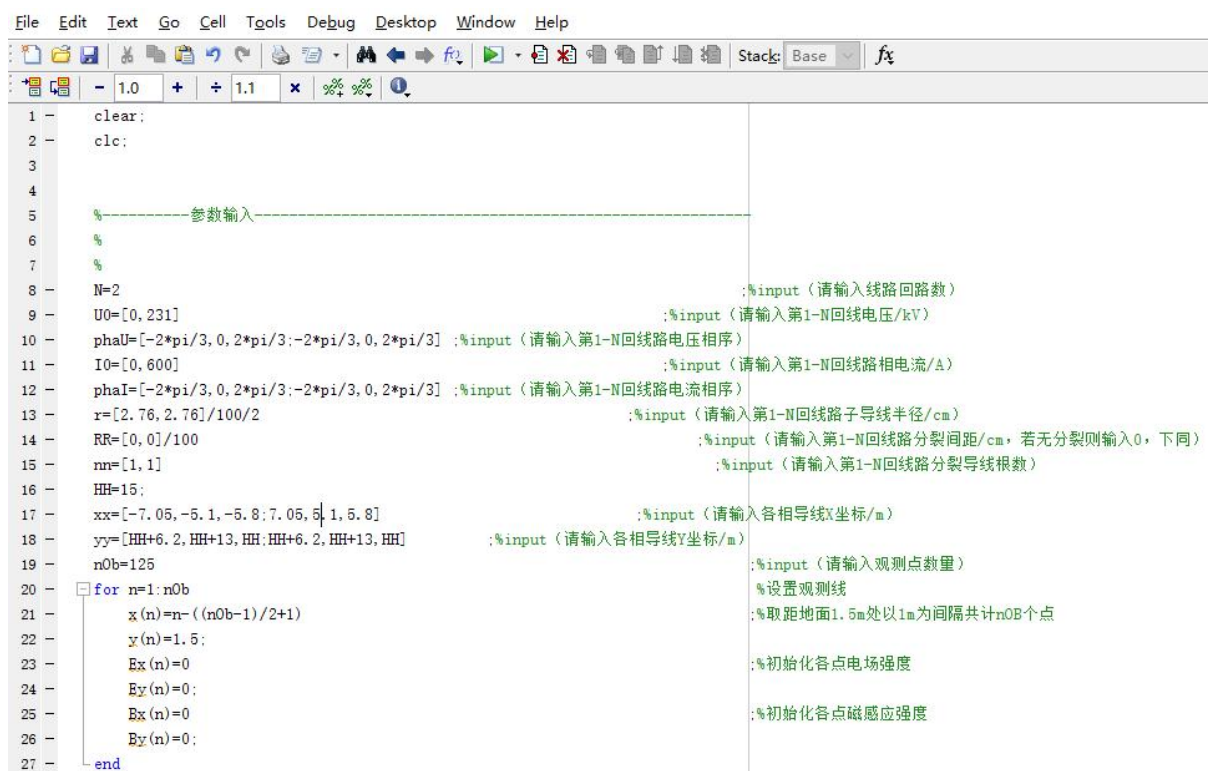 File Edit Text Go Cell Tools Debug Desktop Window Help
Stack: Base fx
- 1.0 + ÷ 1.1 ×
1 - clear;
2 - clc;
3
4
5 %----------参数输入----------------------------------------------------------
6 %
7 %
8 - N=2 ;%input（请输入线路回路数）
9 - U0=[0,231] ;%input（请输入第1-N回线电压/kV）
10 - phaU=[-2*pi/3,0,2*pi/3;-2*pi/3,0,2*pi/3] ;%input（请输入第1-N回线路电压相序）
11 - I0=[0,600] ;%input（请输入第1-N回线路相电流/A）
12 - phaI=[-2*pi/3,0,2*pi/3;-2*pi/3,0,2*pi/3] ;%input（请输入第1-N回线路电流相序）
13 - r=[2.76,2.76]/100/2 ;%input（请输入第1-N回线路子导线半径/cm）
14 - RR=[0,0]/100 ;%input（请输入第1-N回线路分裂间距/cm，若无分裂则输入0，下同）
15 - nn=[1,1] ;%input（请输入第1-N回线路分裂导线根数）
16 - HH=15;
17 - xx=[-7.05,-5.1,-5.8;7.05,5.1,5.8] ;%input（请输入各相导线X坐标/m）
18 - yy=[HH+6.2,HH+13,HH;HH+6.2,HH+13,HH] ;%input（请输入各相导线Y坐标/m）
19 - nOb=125 ;%input（请输入观测点数量）
20 - for n=1:nOb %设置观测线
21 - x(n)=n-((nOb-1)/2+1) ;%取距地面1.5m处以1m为间隔共计nOB个点
22 - y(n)=1.5;
23 - Ex(n)=0 ;%初始化各点电场强度
24 - Ey(n)=0;
25 - Bx(n)=0 ;%初始化各点磁感应强度
26 - By(n)=0;
27 - end